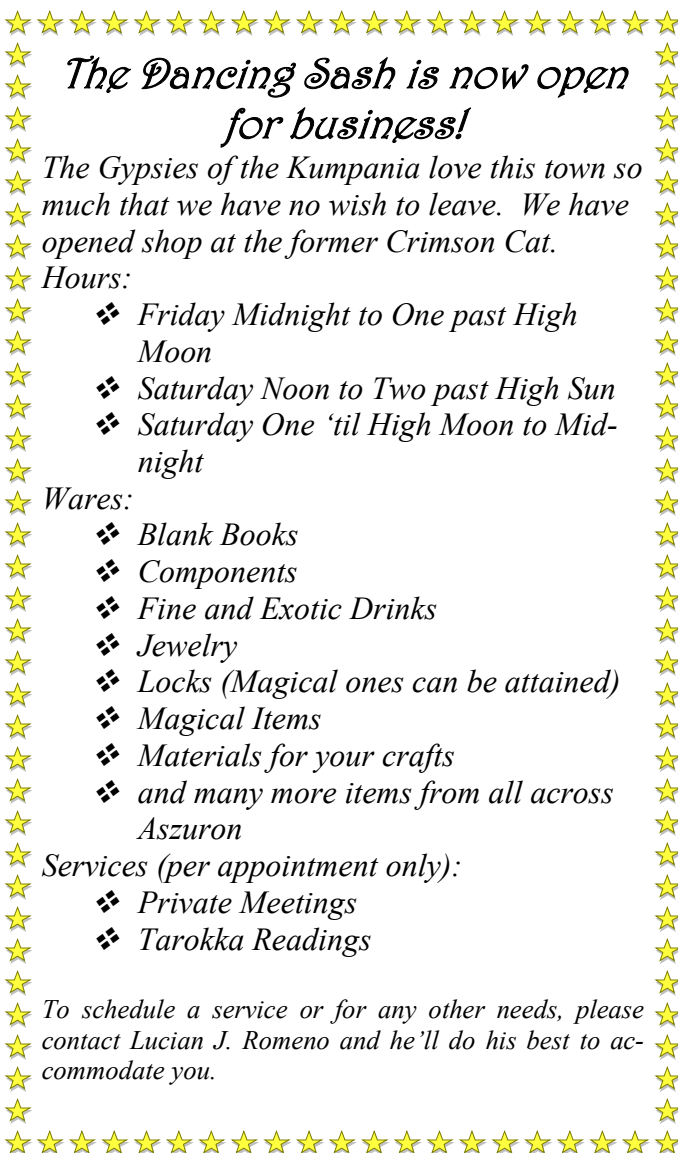 The Dancing Sash is now open
for business!
The Gypsies of the Kumpania love this town so
much that we have no wish to leave.  We have
opened shop at the former Crimson Cat.
Hours:
❖ Friday Midnight to One past High
Moon
❖ Saturday Noon to Two past High Sun
❖ Saturday One ‘til High Moon to Mid-
night
Wares:
❖ Blank Books
❖ Components
❖ Fine and Exotic Drinks
❖ Jewelry
❖ Locks (Magical ones can be attained)
❖ Magical Items
❖ Materials for your crafts
❖ and many more items from all across
Aszuron
Services (per appointment only):
❖ Private Meetings
❖ Tarokka Readings
To schedule a service or for any other needs, please
contact Lucian J. Romeno and he’ll do his best to ac-
commodate you.